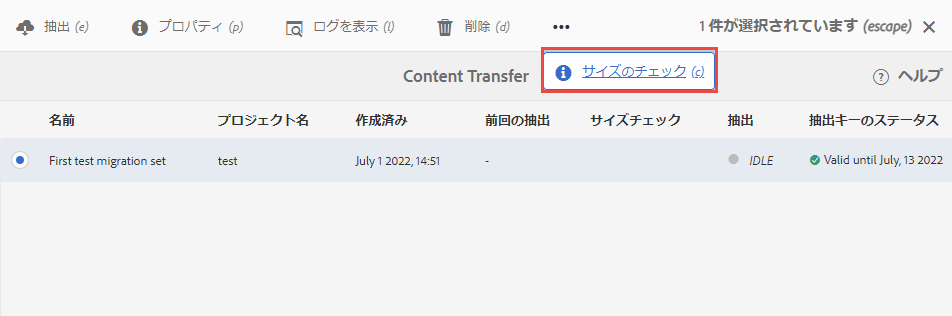 抽出 (e) プロパティ (p) ログを表示 (l) 削除 (d) ••• 1 件が選択されています (escape)
Content Transfer サイズのチェック (c) ヘルプ
名前 プロジェクト名 作成済み 前回の抽出 サイズチェック 抽出 抽出キーのステータス
First test migration set test July 1 2022, 14:51 - IDLE Valid until July, 13 2022